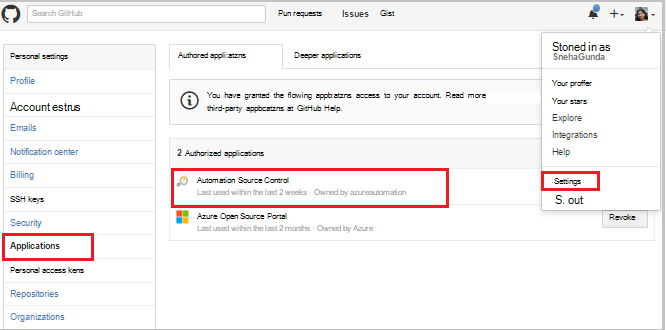 Search GitHub
Pun requests
Issues
Gist
Personal settings
Profile
Account estrus
Emails
Notification center
Billing
SSH keys
Security
Applications
Personal access kens
Repositories
Organizations
Authored appli:atzns
Deeper applications
You have granted the flowing appb:atzns access to your account. Read more
third-party appbcatzns at GitHub Help.
2 Authorized applications
Automation Source Control
Last used within the last 2 weeks · Owned by azureautomation
Azure Open Source Portal
Last used within the last 2 months · Owned by Azure
Revoke
Stoned in as
SnehaGunda
Your proffer
Your stars
Explore
Integrations
Help
Settings
S. out